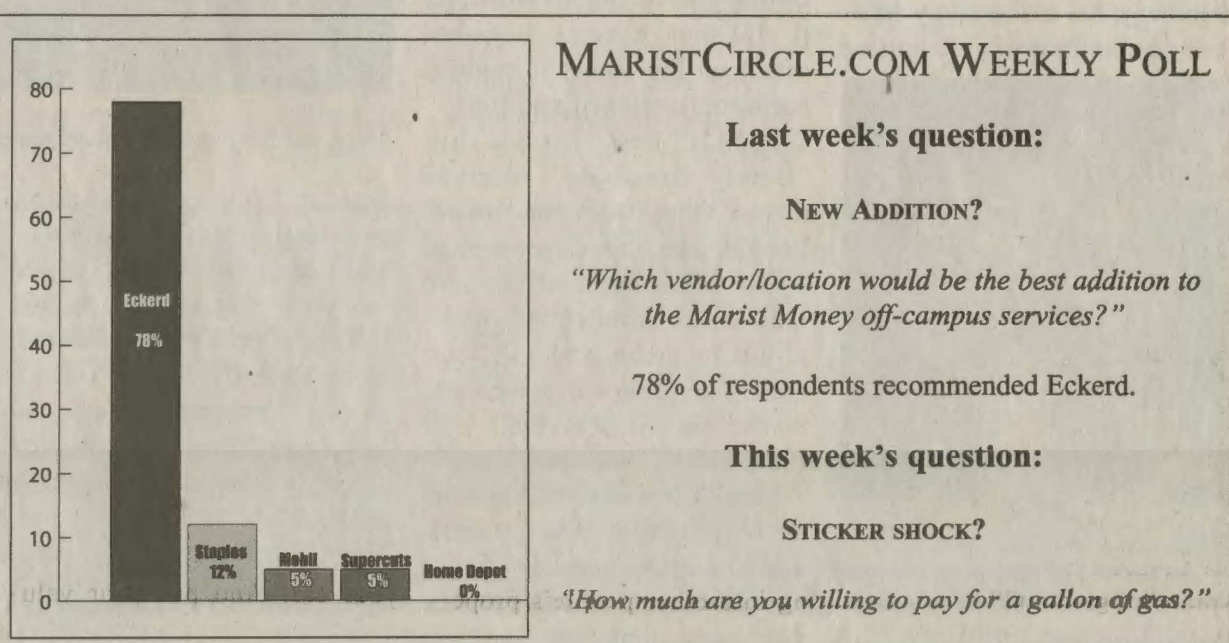 80
70
60
50
40
30
20
10
0
Eckerd
78%
Staples
12%
Mobil
5%
Supercuts
5%
Home Depot
0%
MARISTCIRCLE.COM WEEKLY POLL
Last week's question:
NEW ADDITION?
"Which vendor/location would be the best addition to
the Marist Money off-campus services?"
78% of respondents recommended Eckerd.
This week's question:
STICKER SHOCK?
"How much are you willing to pay for a gallon of gas?"